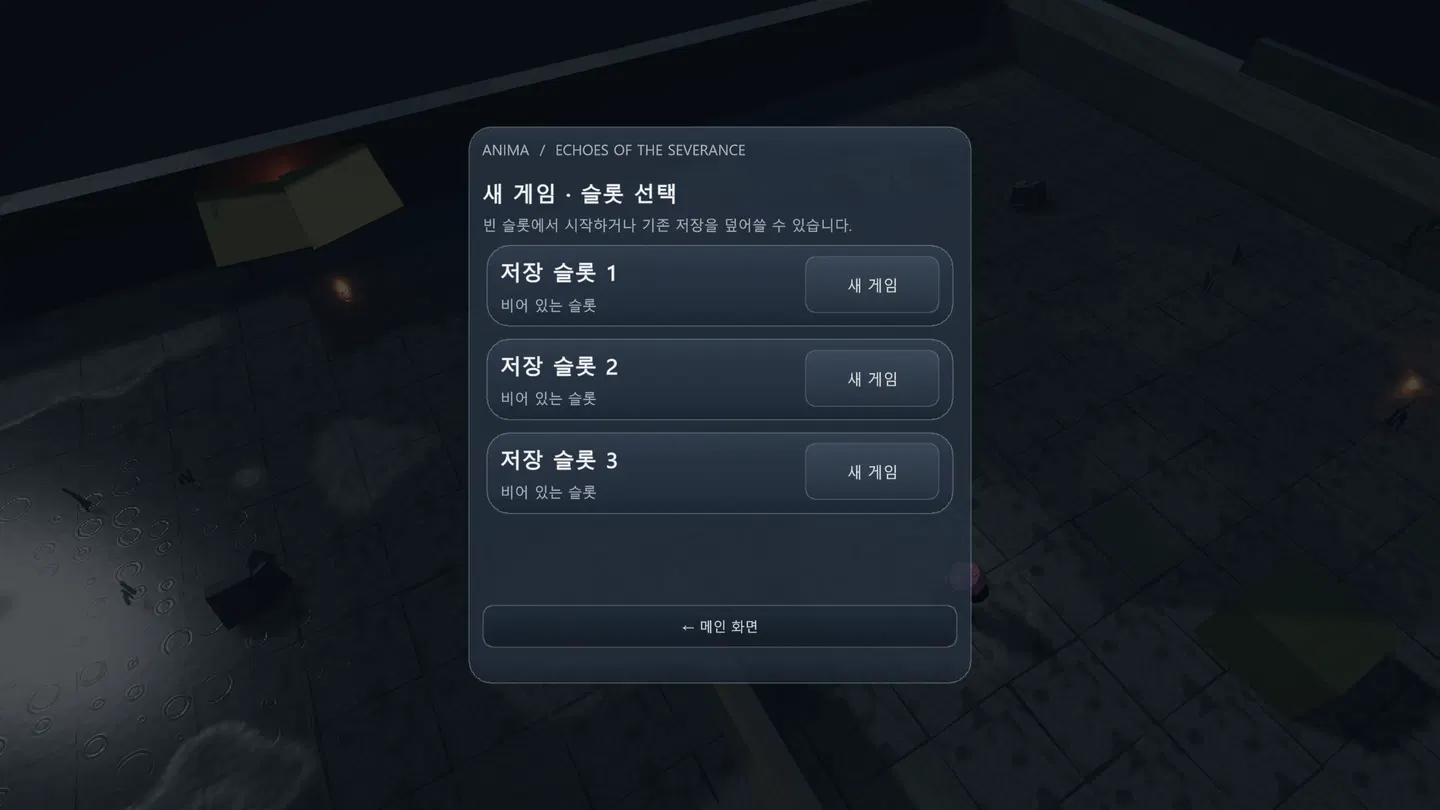 ANIMA / ECHOES OF THE SEVERANCE
새 게임 · 슬롯 선택
빈 슬롯에서 시작하거나 기존 저장을 덮어쓸 수 있습니다.
저장 슬롯 1
새 게임
비어 있는 슬롯
저장 슬롯 2
새 게임
비어 있는 슬롯
저장 슬롯 3
새 게임
비어 있는 슬롯
← 메인 화면